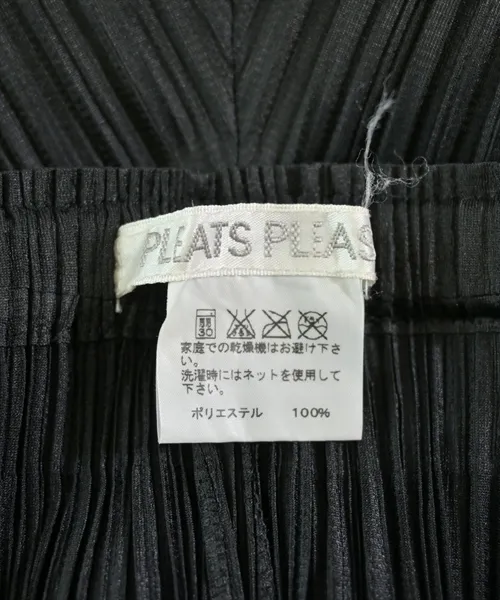 PLEATS PLEAS
30
家庭での乾燥機はお避け下さ
い。
洗濯時にはネットを使用して
下さい。
ポリエステル 100%